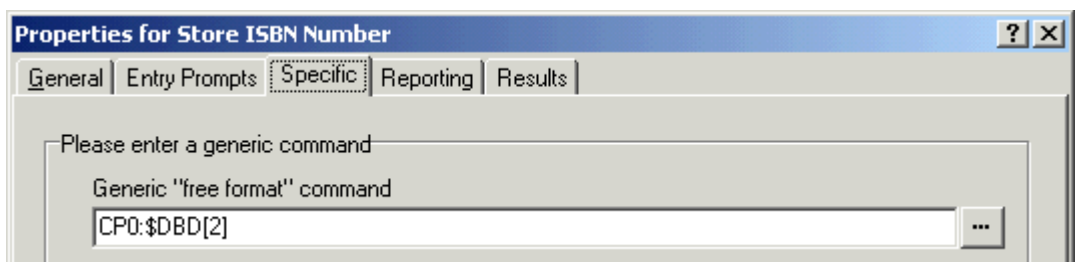 Properties for Store ISBN Number
General Entry Prompts Specific Reporting Results
Please enter a generic command
Generic "free format" command
CP0:$DBD[2] ...